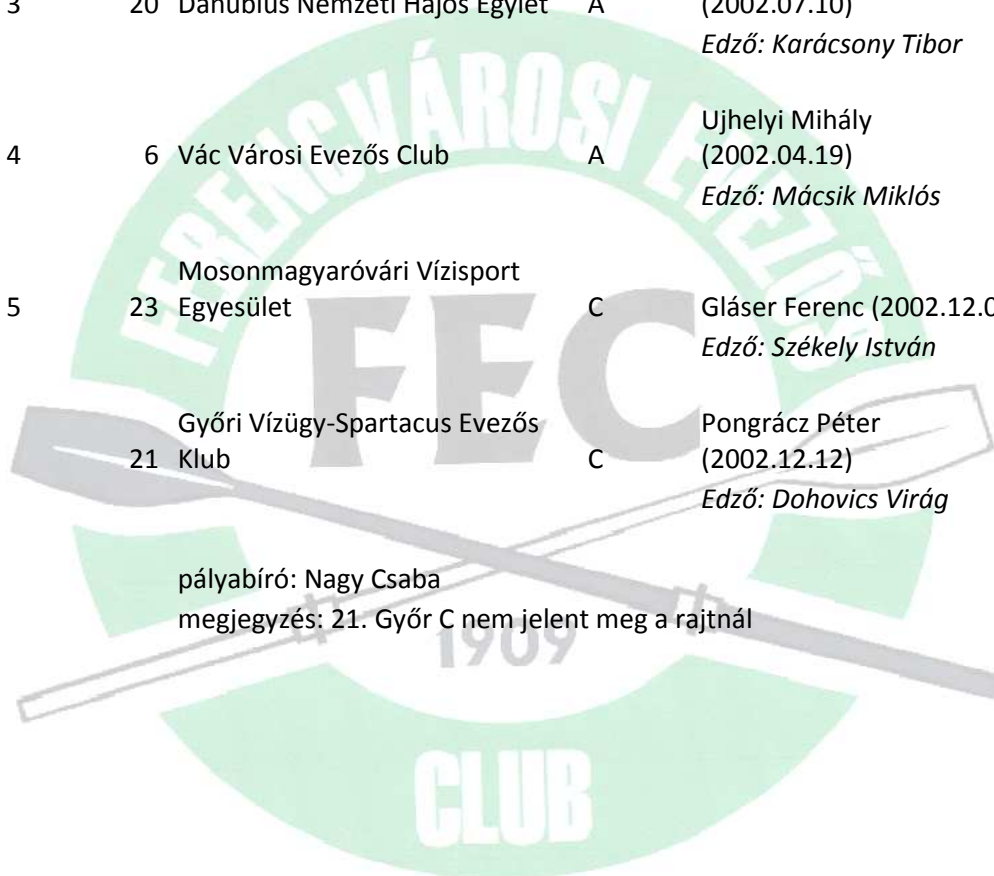 3 20 Danubius Nemzeti Hajós Egylet A (2002.07.10)
Edző: Karácsony Tibor
Ujhelyi Mihály
4 6 Vác Városi Evezős Club A (2002.04.19)
Edző: Mácsik Miklós
Mosonmagyaróvári Vízisport
5 23 Egyesület C Gláser Ferenc (2002.12.0
Edző: Székely István
Győri Vízügy-Spartacus Evezős Pongrácz Péter
21 Klub C (2002.12.12)
Edző: Dohovics Virág
pályabíró: Nagy Csaba
megjegyzés: 21. Győr C nem jelent meg a rajtnál
FERENCVÁROSI EVEZŐS
FEC
1909
CLUB